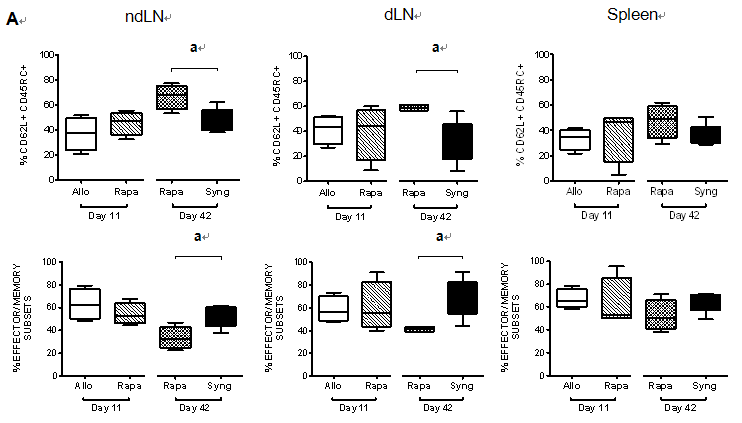 A
ndLN dLN Spleen
a↵ a↵
100 100 100
80 80 80
60 60 60
40 40 40
20 20 20
0 0 0
%CD62L+ CD45RC+ %CD62L+ CD45RC+ % CD62L+ CD45RC+
Allo Rapa Rapa Syng Allo Rapa Rapa Syng Allo Rapa Rapa Syng
Day 11 Day 42 Day 11 Day 42 Day 11 Day 42
a↵ a↵
100 100 100
80 80 80
60 60 60
40 40 40
20 20 20
0 0 0
%EFFECTOR/MEMORY %EFFECTOR/MEMORY %EFFECTOR/MEMORY
SUBSETS SUBSETS SUBSETS
Allo Rapa Rapa Syng Allo Rapa Rapa Syng Allo Rapa Rapa Syng
Day 11 Day 42 Day 11 Day 42 Day 11 Day 42